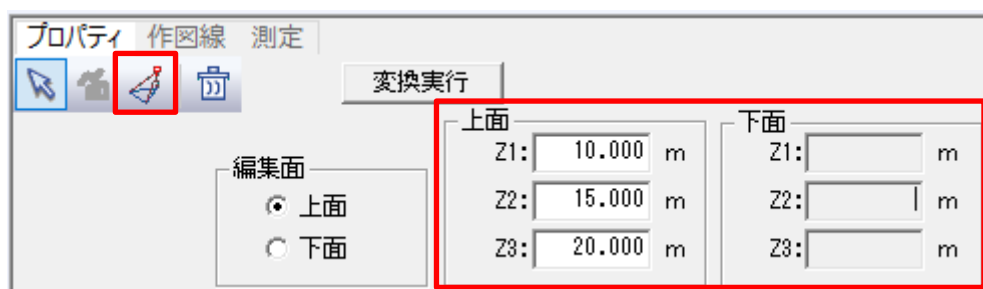 プロパティ 作図線 測定
変換実行
編集面
上面
下面
上面
Z1: 10.000 m
Z2: 15.000 m
Z3: 20.000 m
下面
Z1: m
Z2: m
Z3: m